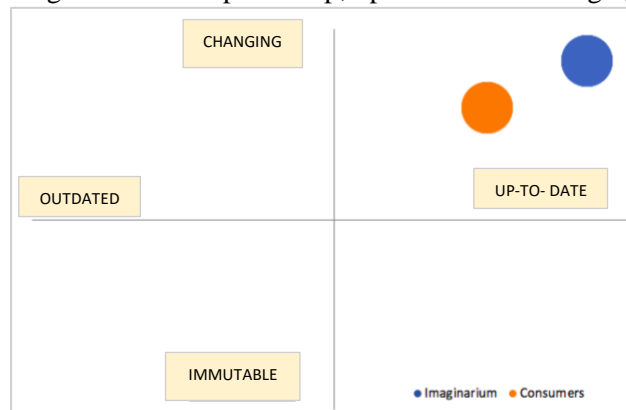 CHANGING
OUTDATED
UP-TO- DATE
IMMUTABLE
Imaginarium Consumers